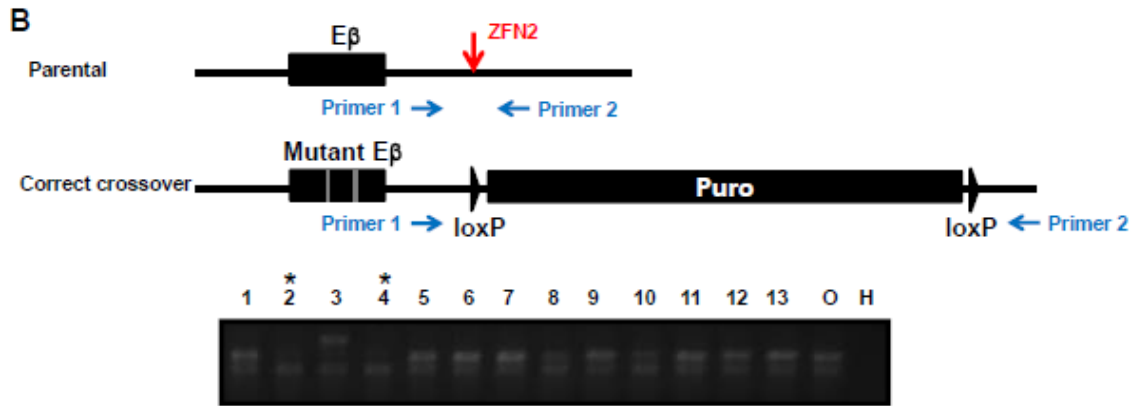 B
Eβ
ZFN2
Parental
Primer 1
Primer 2
Mutant Eβ
Correct crossover
Puro
Primer 1
loxP
loxP
Primer 2
* *
1 2 3 4 5 6 7 8 9 10 11 12 13 O H